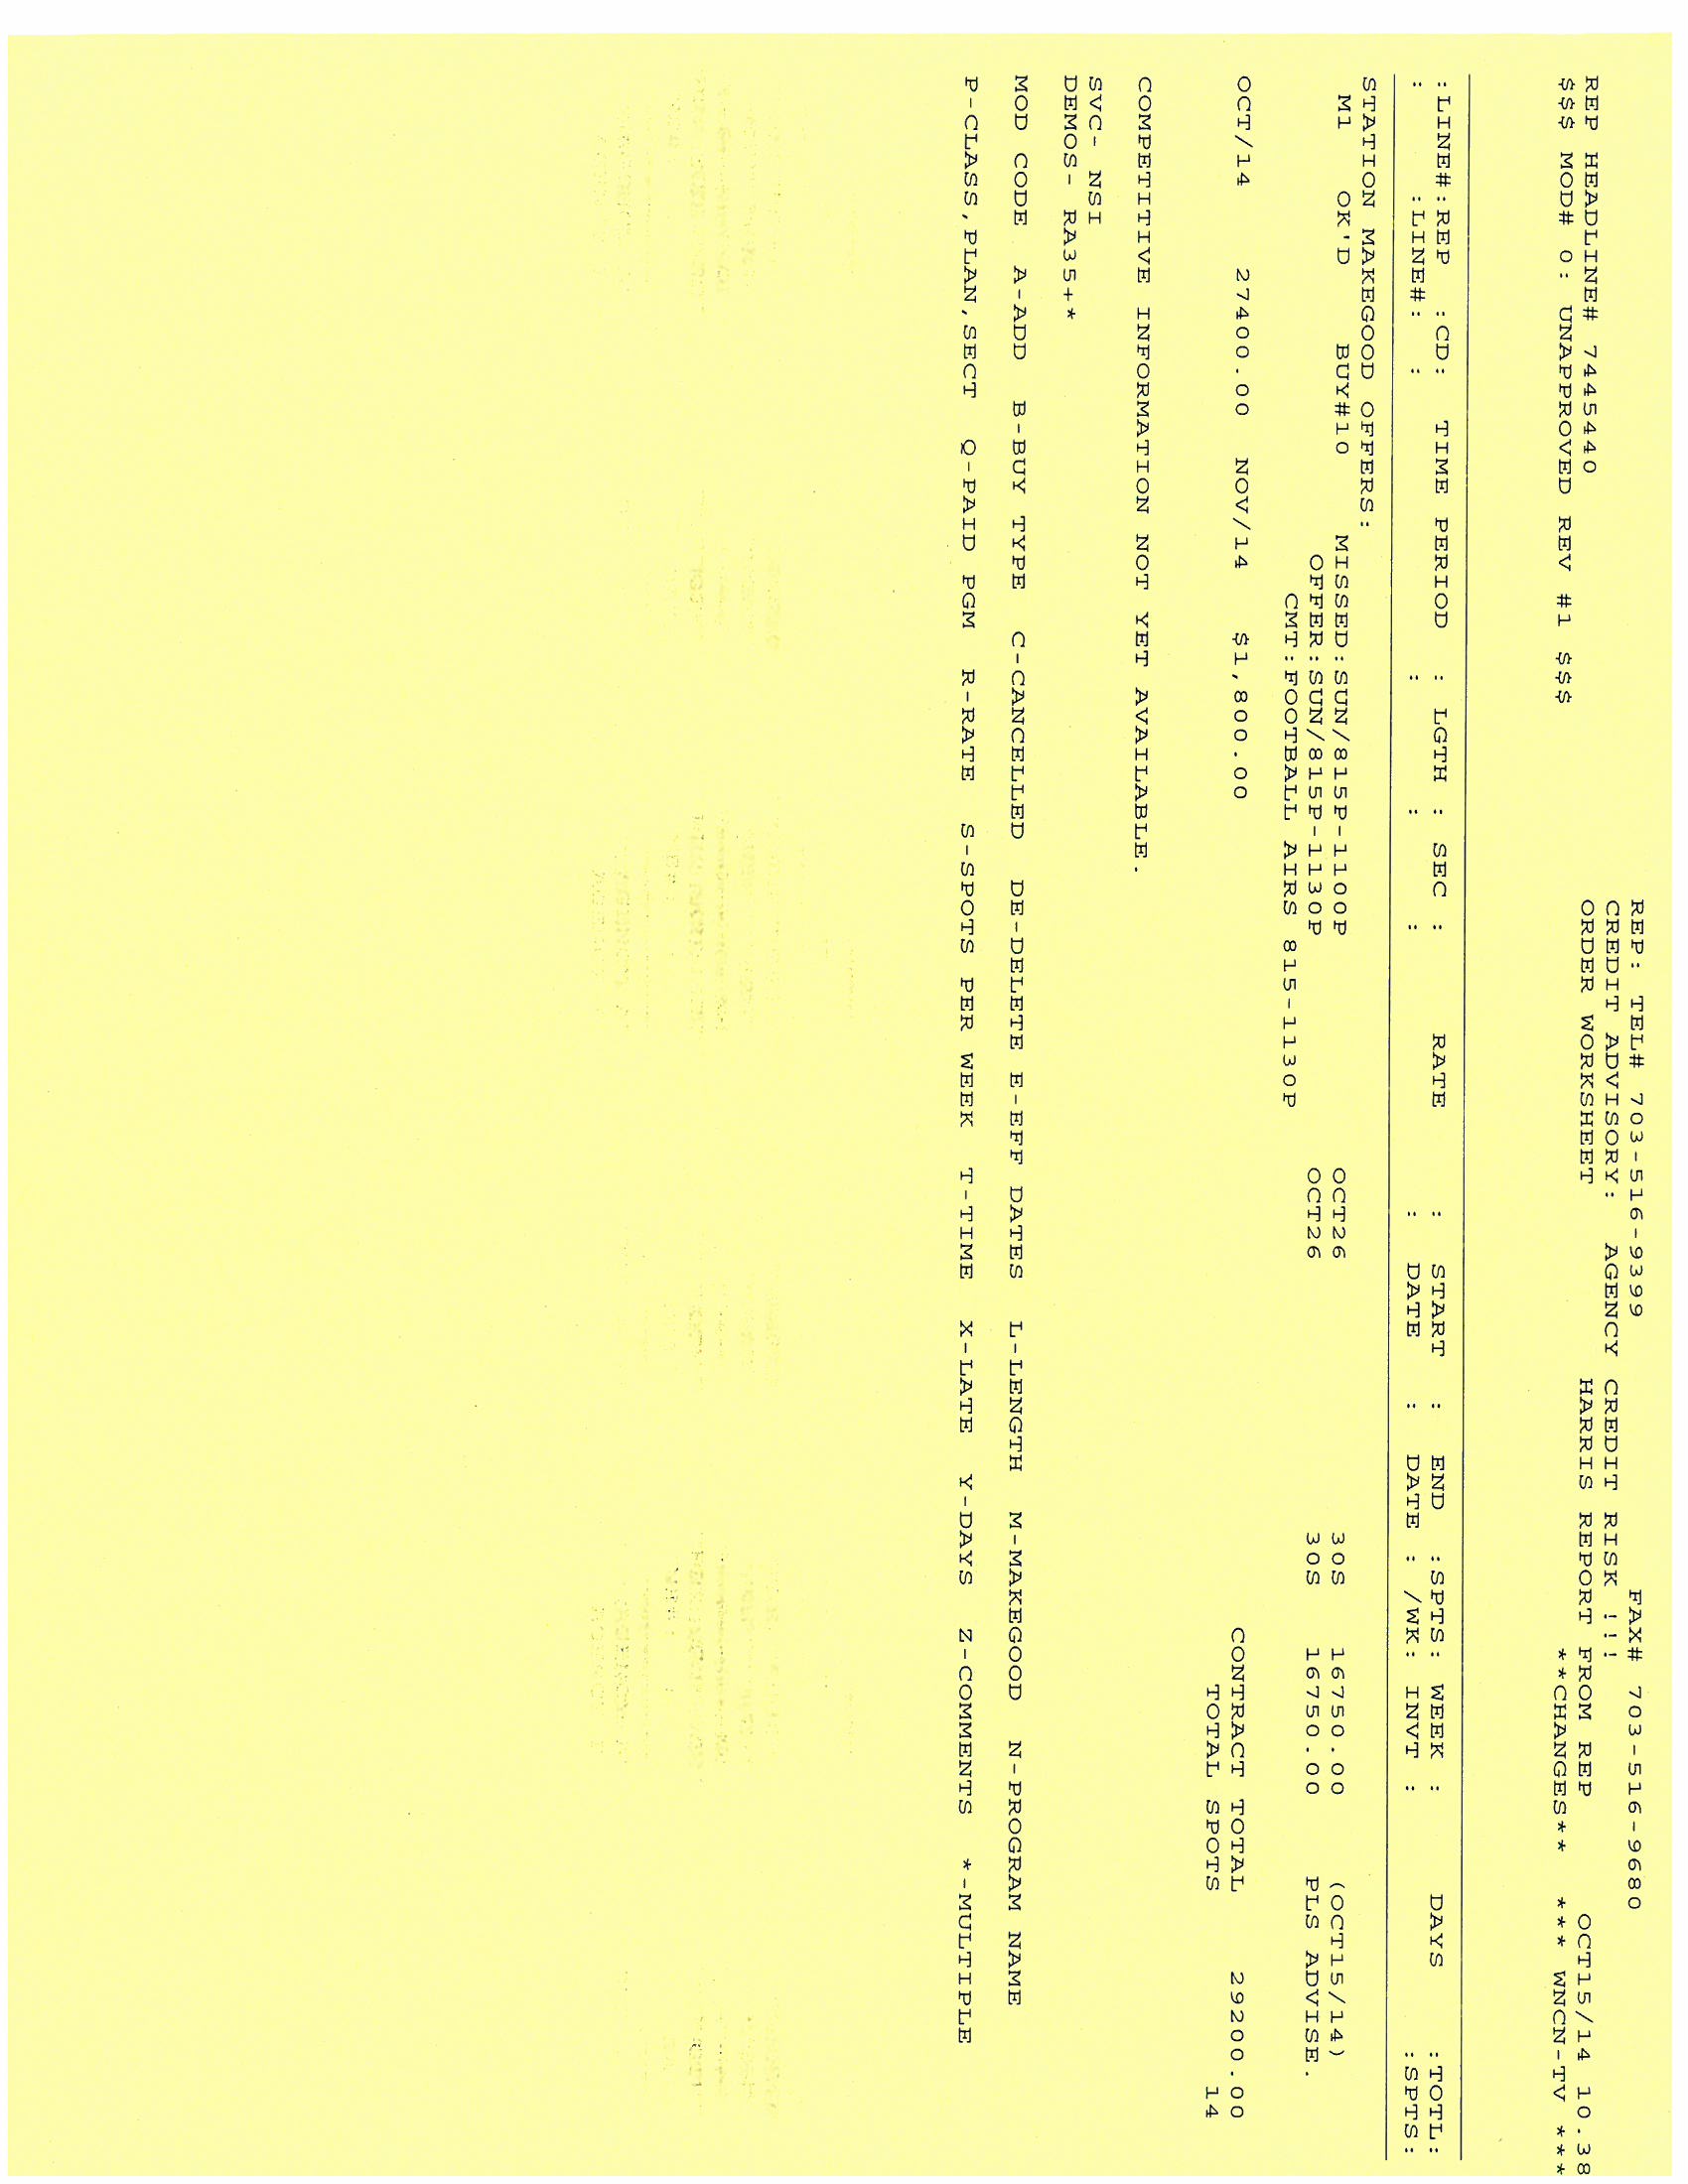 REP: TEL# 703-516-9399 FAX# 703-516-9680
CREDIT ADVISORY: AGENCY CREDIT RISK !!!
REP HEADLINE# 7445440 ORDER WORKSHEET HARRIS REPORT FROM REP OCT15/14 10.38
$$$ MOD# 0: UNAPPROVED REV #1 $$$ **CHANGES** *** WNCN-TV ***
:LINE#:REP :CD: TIME PERIOD : LGTH : SEC : RATE : START : END :SPTS: WEEK : DAYS :TOTL:
: :LINE#: : : : : : DATE : DATE : /WK: INVT : :SPTS:
STATION MAKEGOOD OFFERS:
M1 OK'D BUY#10 MISSED:SUN/815P-1100P OCT26 30S 16750.00 (OCT15/14)
OFFER:SUN/815P-1130P OCT26 30S 16750.00 PLS ADVISE.
CMT:FOOTBALL AIRS 815-1130P
OCT/14 27400.00 NOV/14 $1,800.00 CONTRACT TOTAL 29200.00
TOTAL SPOTS 14
COMPETITIVE INFORMATION NOT YET AVAILABLE.
SVC- NSI
DEMOS- RA35+*
MOD CODE A-ADD B-BUY TYPE C-CANCELLED DE-DELETE E-EFF DATES L-LENGTH M-MAKEGOOD N-PROGRAM NAME
P-CLASS,PLAN,SECT Q-PAID PGM R-RATE S-SPOTS PER WEEK T-TIME X-LATE Y-DAYS Z-COMMENTS *-MULTIPLE